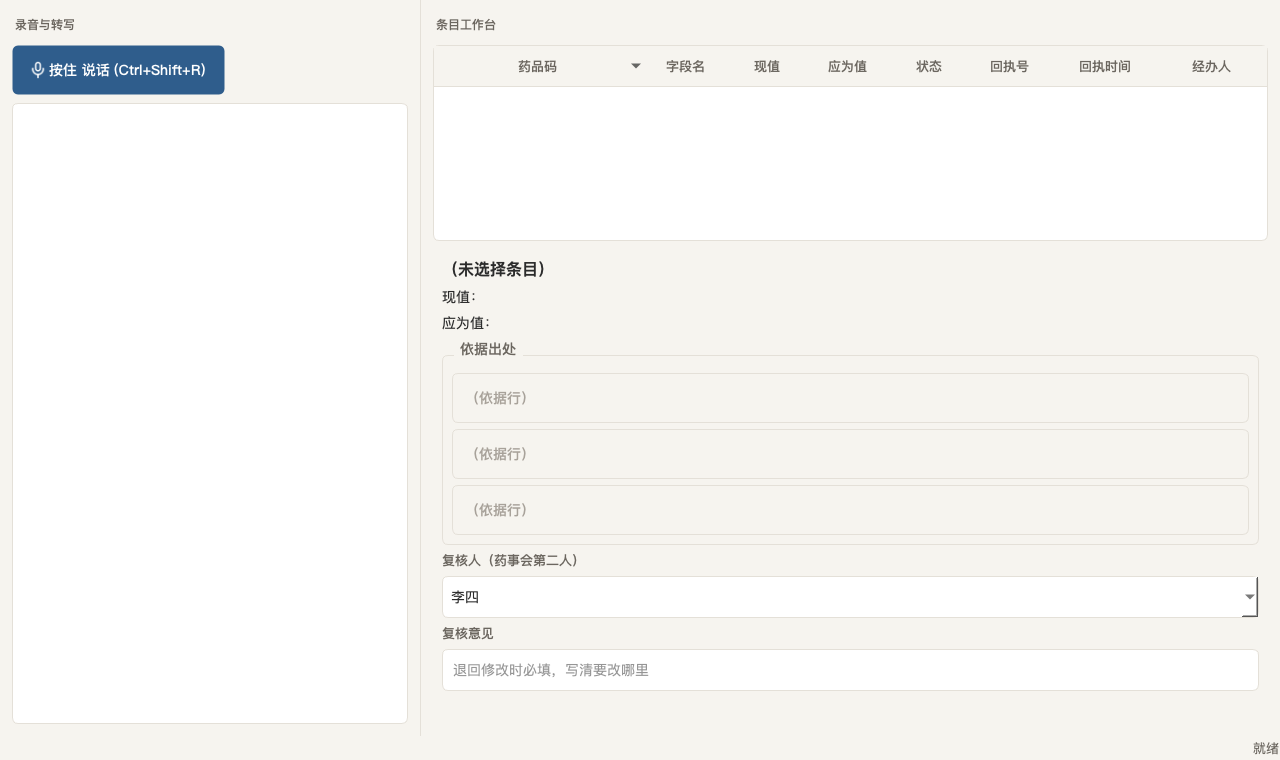 录音与转写
按住 说话 (Ctrl+Shift+R)
条目工作台
药品码 字段名 现值 应为值 状态 回执号 回执时间 经办人
（未选择条目）
现值：
应为值：
依据出处
（依据行）
（依据行）
（依据行）
复核人（药事会第二人）
李四
复核意见
退回修改时必填，写清要改哪里
就绪